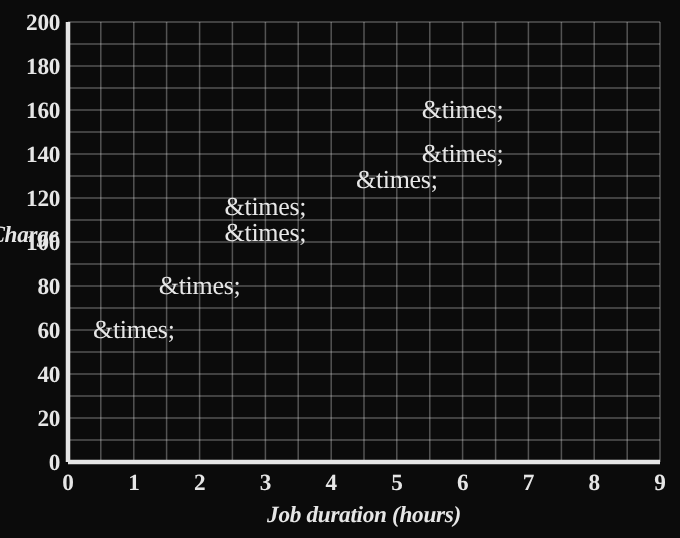 200
180
160
&times;
140
&times;
&times;
120
&times;
&times;
Charge
100
80
&times;
60
&times;
40
20
0
0 1 2 3 4 5 6 7 8 9
Job duration (hours)